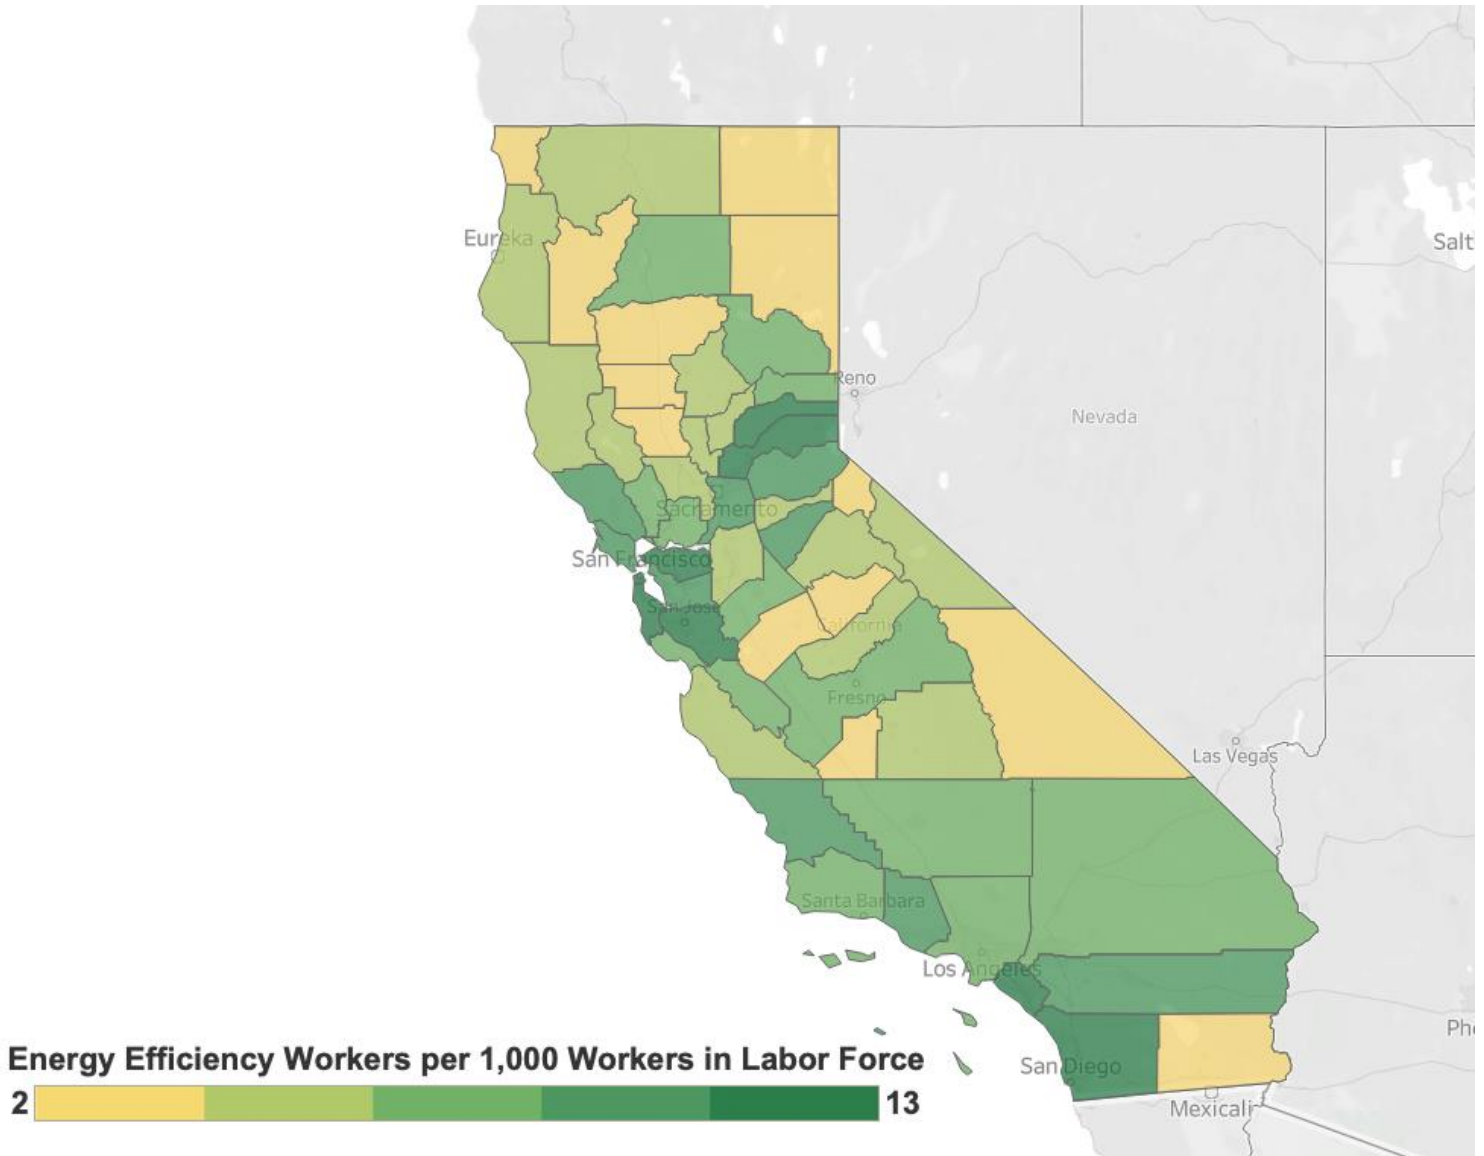 Eureka
Salt
Reno
Nevada
Sacramento
San Francisco
San Jose
California
Fresno
Las Vegas
Santa Barbara
Los Angeles
Pho
San Diego
Mexicali
Energy Efficiency Workers per 1,000 Workers in Labor Force
2 13